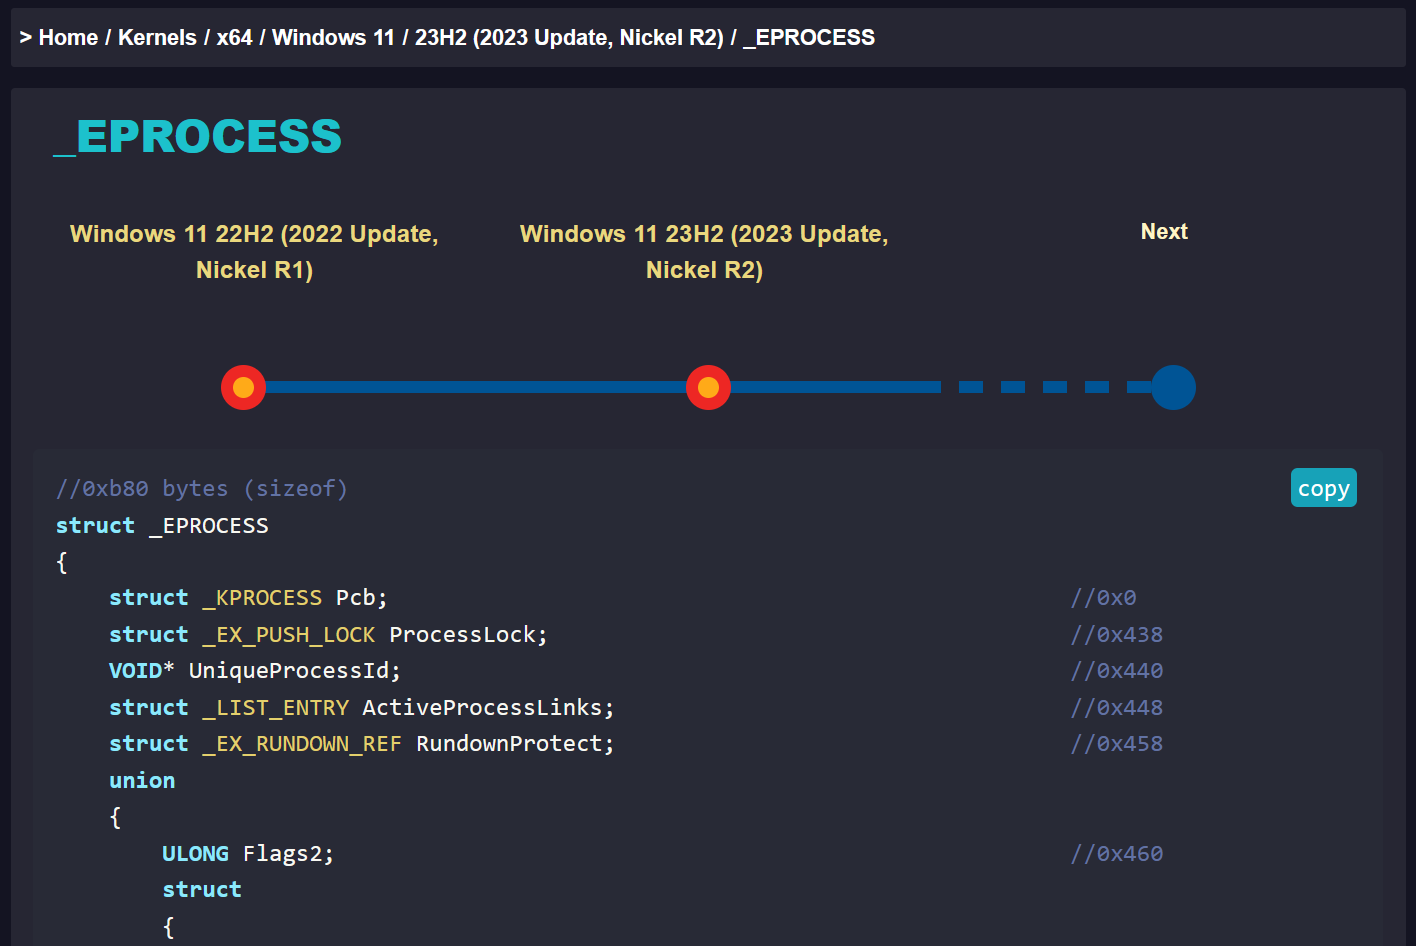 > Home / Kernels / x64 / Windows 11 / 23H2 (2023 Update, Nickel R2) / _EPROCESS
_EPROCESS
Windows 11 22H2 (2022 Update,
Nickel R1)
Windows 11 23H2 (2023 Update,
Nickel R2)
Next
copy
//0xb80 bytes (sizeof)
struct _EPROCESS
{
    struct _KPROCESS Pcb; //0x0
    struct _EX_PUSH_LOCK ProcessLock; //0x438
    VOID* UniqueProcessId; //0x440
    struct _LIST_ENTRY ActiveProcessLinks; //0x448
    struct _EX_RUNDOWN_REF RundownProtect; //0x458
    union
    {
        ULONG Flags2; //0x460
        struct
        {